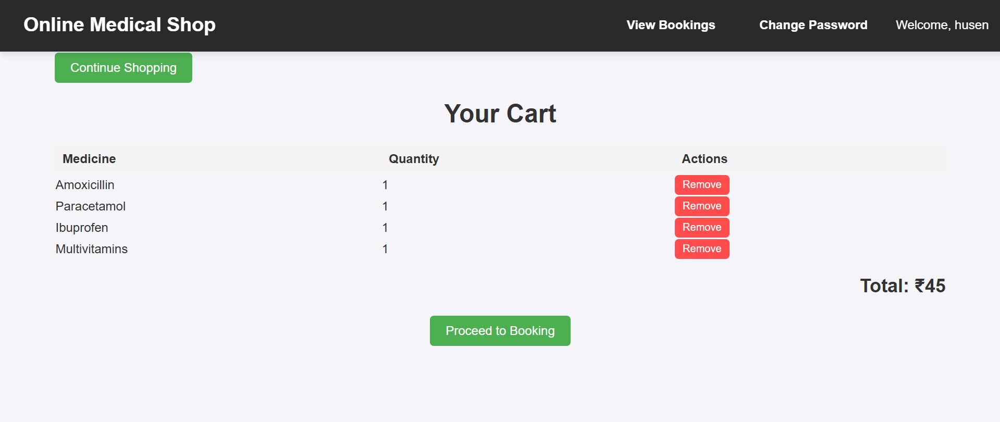 Online Medical Shop View Bookings Change Password Welcome, husen
Continue Shopping
Your Cart
Medicine Quantity Actions
Amoxicillin 1 Remove
Paracetamol 1 Remove
Ibuprofen 1 Remove
Multivitamins 1 Remove
Total: ₹45
Proceed to Booking